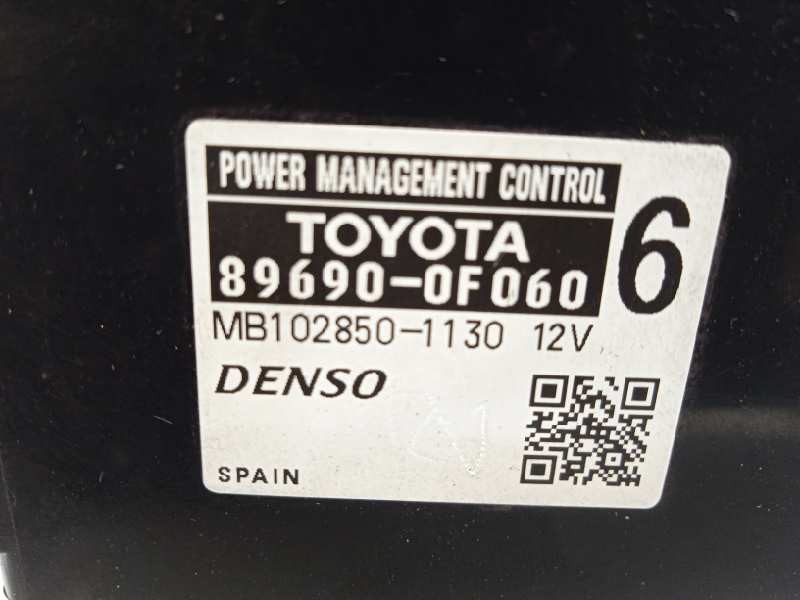 POWER MANAGEMENT CONTROL
TOYOTA
89690-0F060
6
MB102850-1130 12V
DENSO
SPAIN